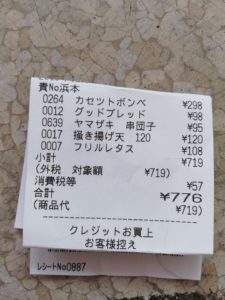 責No浜本
0264 カセットボンベ ¥298
0012 グッドブレッド ¥98
0639 ヤマザキ 串団子 ¥95
0017 掻き揚げ天 120 ¥120
0007 フリルレタス ¥108
小計 ¥719
(外税 対象額 ¥719)
消費税等 ¥57
合計 ¥776
(商品代 ¥719)
クレジットお買上
お客様控え
レシートNo0887